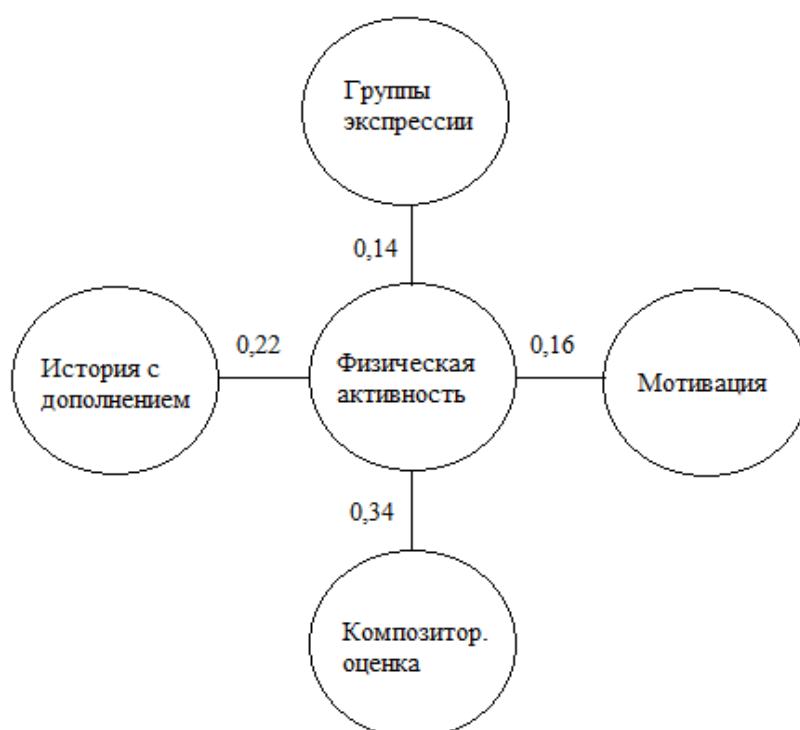 Группы
экспрессии
0,14
История с
дополнением
0,22
Физическая
активность
0,16
Мотивация
0,34
Композитор.
оценка